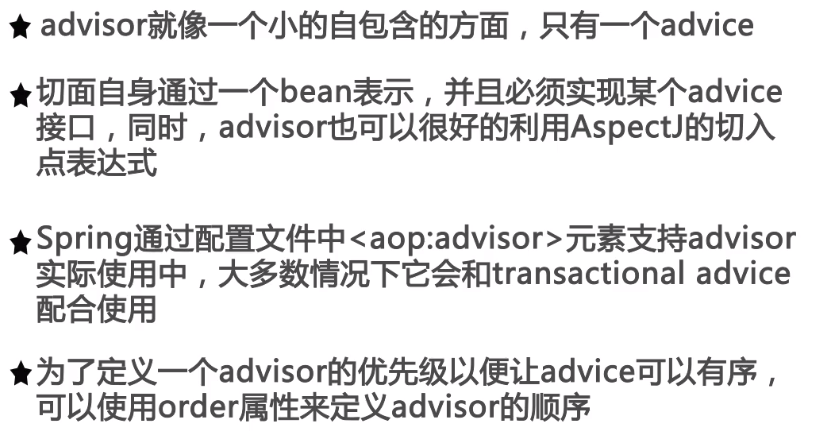 ★ advisor就像一个小的自包含的方面，只有一个advice
★ 切面自身通过一个bean表示，并且必须实现某个advice
接口，同时，advisor也可以很好的利用AspectJ的切入
点表达式
★ Spring通过配置文件中<aop:advisor>元素支持advisor
实际使用中，大多数情况下它会和transactional advice
配合使用
★ 为了定义一个advisor的优先级以便让advice可以有序，
可以使用order属性来定义advisor的顺序